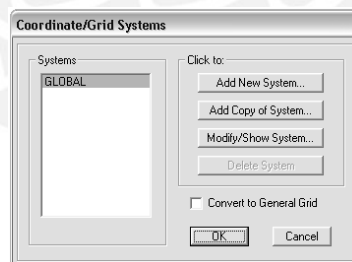 Coordinate/Grid Systems
Systems
GLOBAL
Click to:
Add New System...
Add Copy of System...
Modify/Show System...
Delete System
Convert to General Grid
OK
Cancel